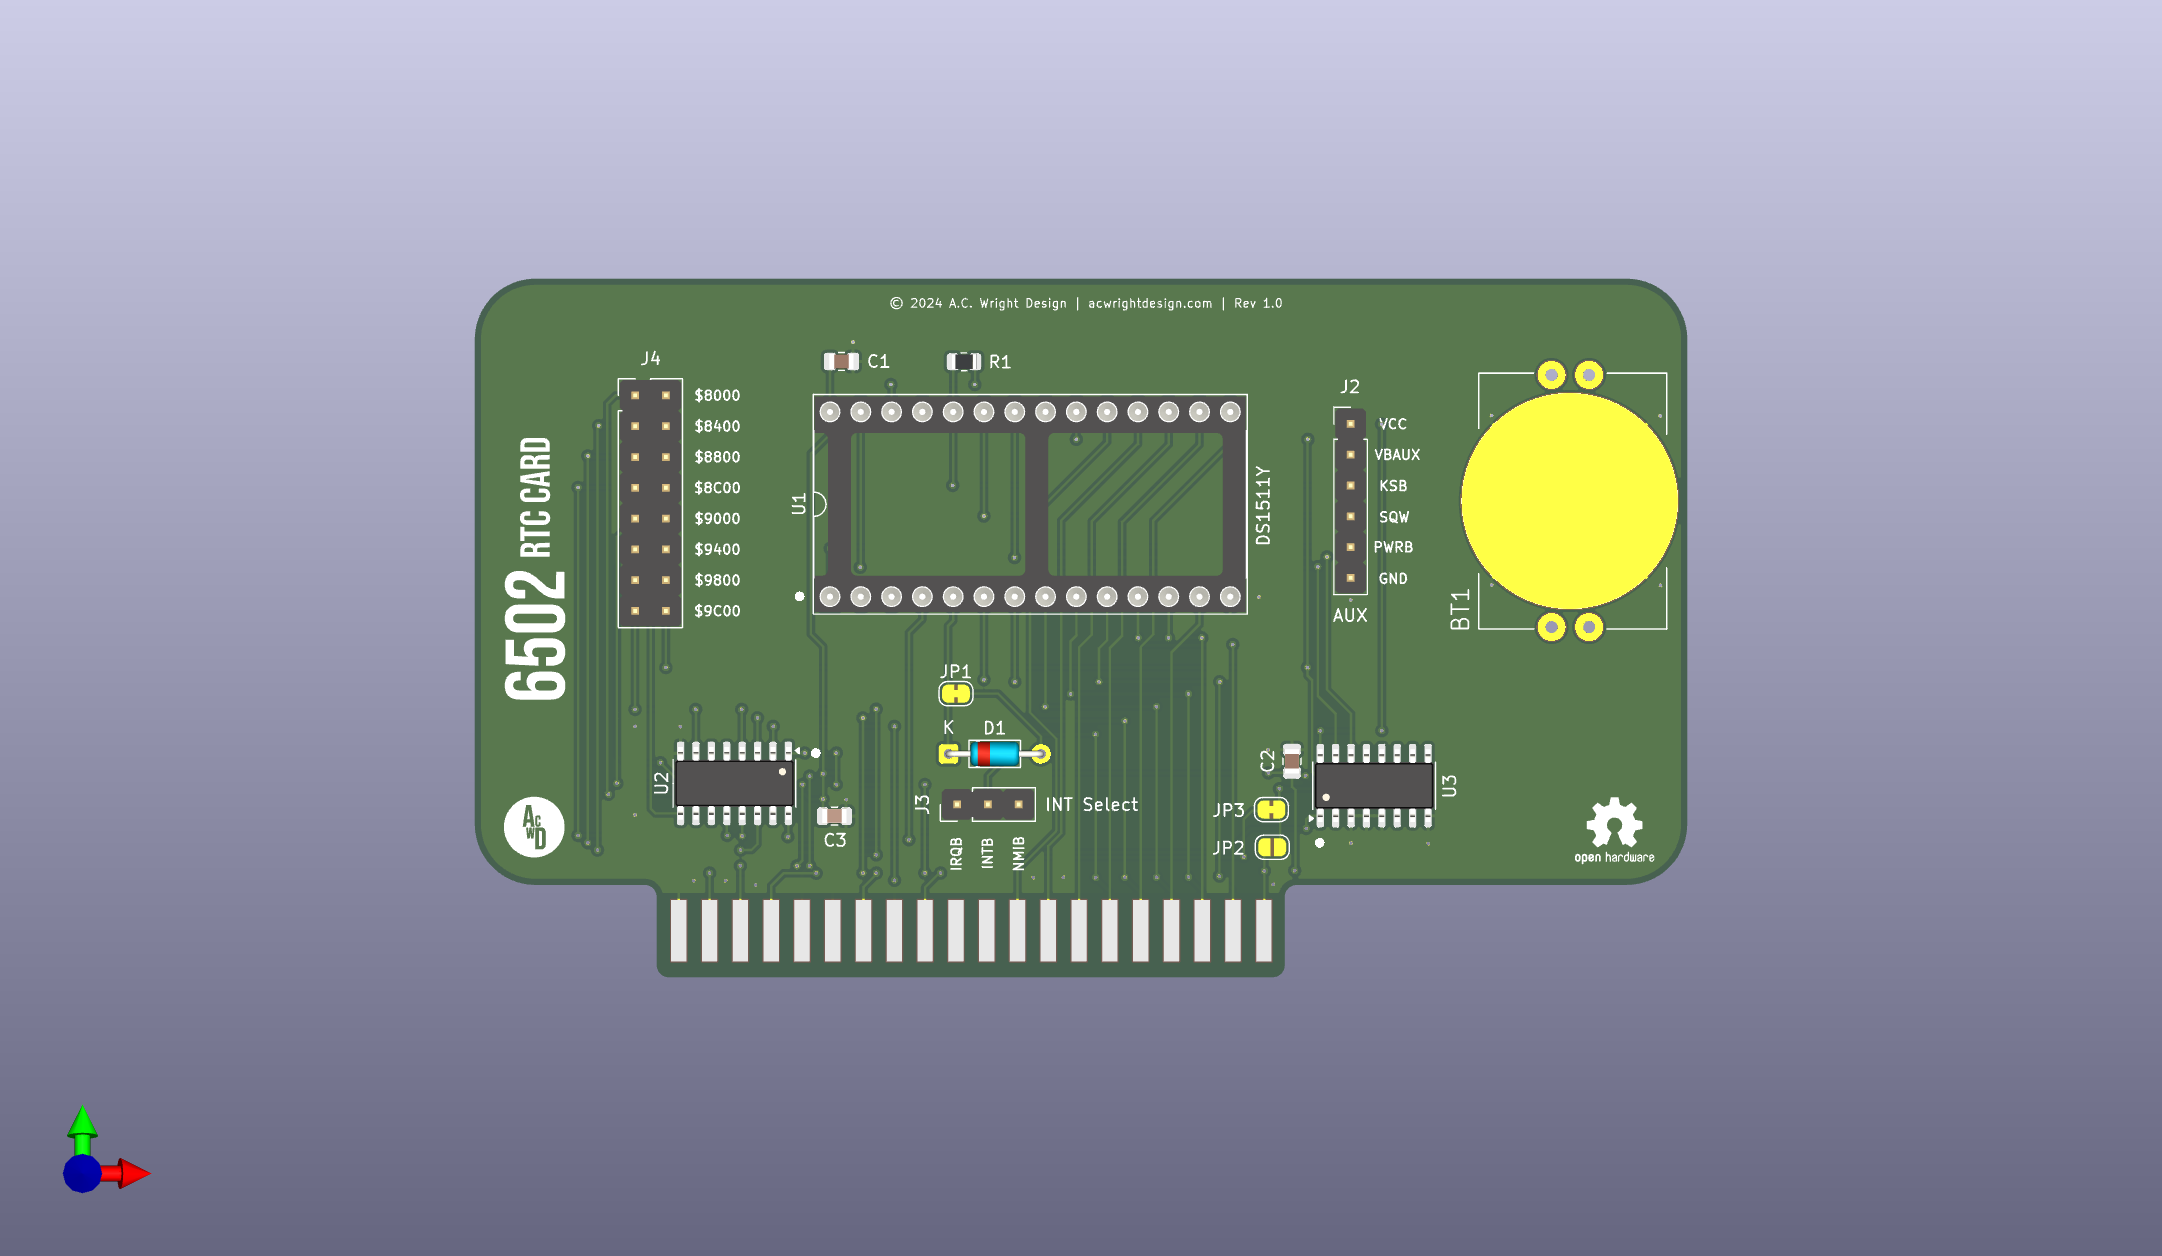 © 2024 A.C. Wright Design | acwrightdesign.com | Rev 1.0
J4
$8000
$8400
$8800
$8C00
$9000
$9400
$9800
$9C00
6502 RTC CARD
C1
R1
U1
DS1511Y
J2
VCC
VBAUX
KSB
SQW
PWRB
GND
AUX
BT1
JP1
K
D1
U2
C3
J3
INT Select
IRQB
INTB
NMIB
C2
JP3
JP2
U3
ACWD
open hardware